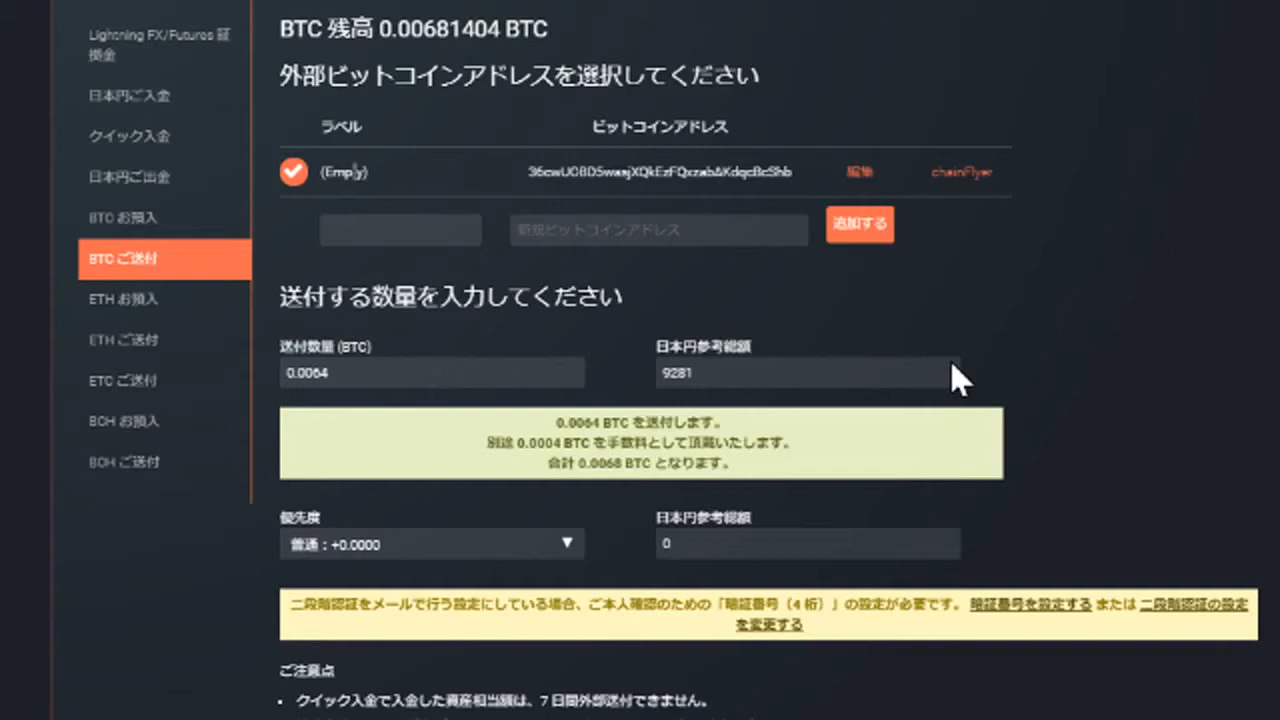 Lightning FX/Futures 証
拠金
日本円ご入金
クイック入金
日本円ご出金
BTC お預入
BTC ご送付
ETH お預入
ETH ご送付
ETC ご送付
BCH お預入
BCH ご送付
BTC 残高 0.00681404 BTC
外部ビットコインアドレスを選択してください
ラベル ビットコインアドレス
(Empty) 編集 chainFlyer
新規ビットコインアドレス 追加する
送付する数量を入力してください
送付数量 (BTC) 日本円参考総額
0.0064 9281
0.0064 BTC を送付します。
別途 0.0004 BTC を手数料として頂戴いたします。
合計 0.0068 BTC となります。
優先度 日本円参考総額
普通：+0.0000 0
二段階認証をメールで行う設定にしている場合、ご本人確認のための「暗証番号（4 桁）」の設定が必要です。 暗証番号を設定する または 二段階認証の設定
を変更する
ご注意点
• クイック入金で入金した資産相当額は、7 日間外部送付できません。